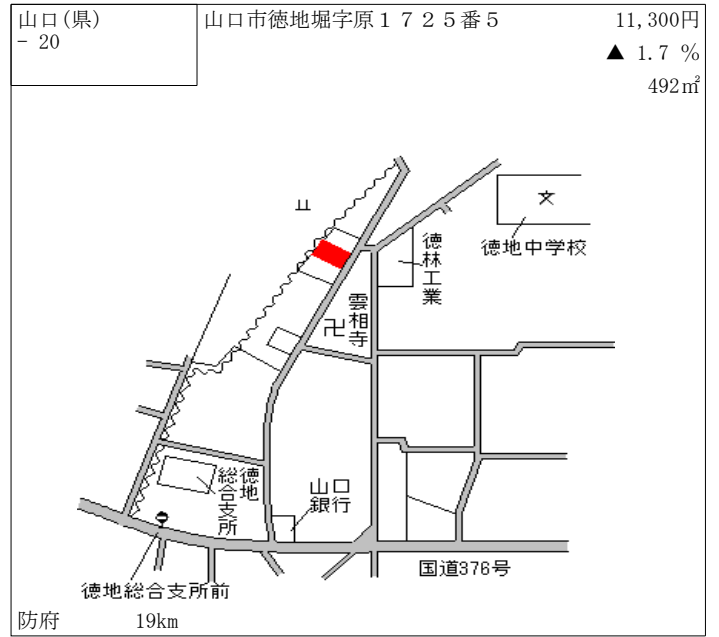 山口(県)
- 20
山口市徳地堀字原１７２５番５
11,300円
▲ 1.7 %
492㎡
文
徳地中学校
徳林工業
雲相寺
卍
徳地総合支所
山口銀行
国道376号
徳地総合支所前
防府 19km